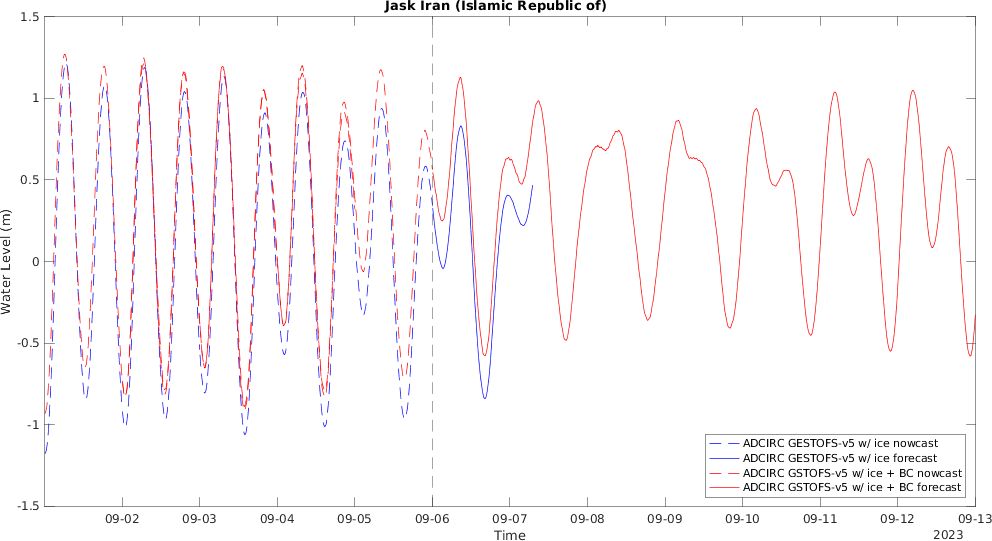 Jask Iran (Islamic Republic of)
Water Level (m)
1.5
1
0.5
0
-0.5
-1
-1.5
ADCIRC GESTOFS-v5 w/ ice nowcast
ADCIRC GESTOFS-v5 w/ ice forecast
ADCIRC GSTOFS-v5 w/ ice + BC nowcast
ADCIRC GSTOFS-v5 w/ ice + BC forecast
09-02 09-03 09-04 09-05 09-06 09-07 09-08 09-09 09-10 09-11 09-12 09-13
Time
2023